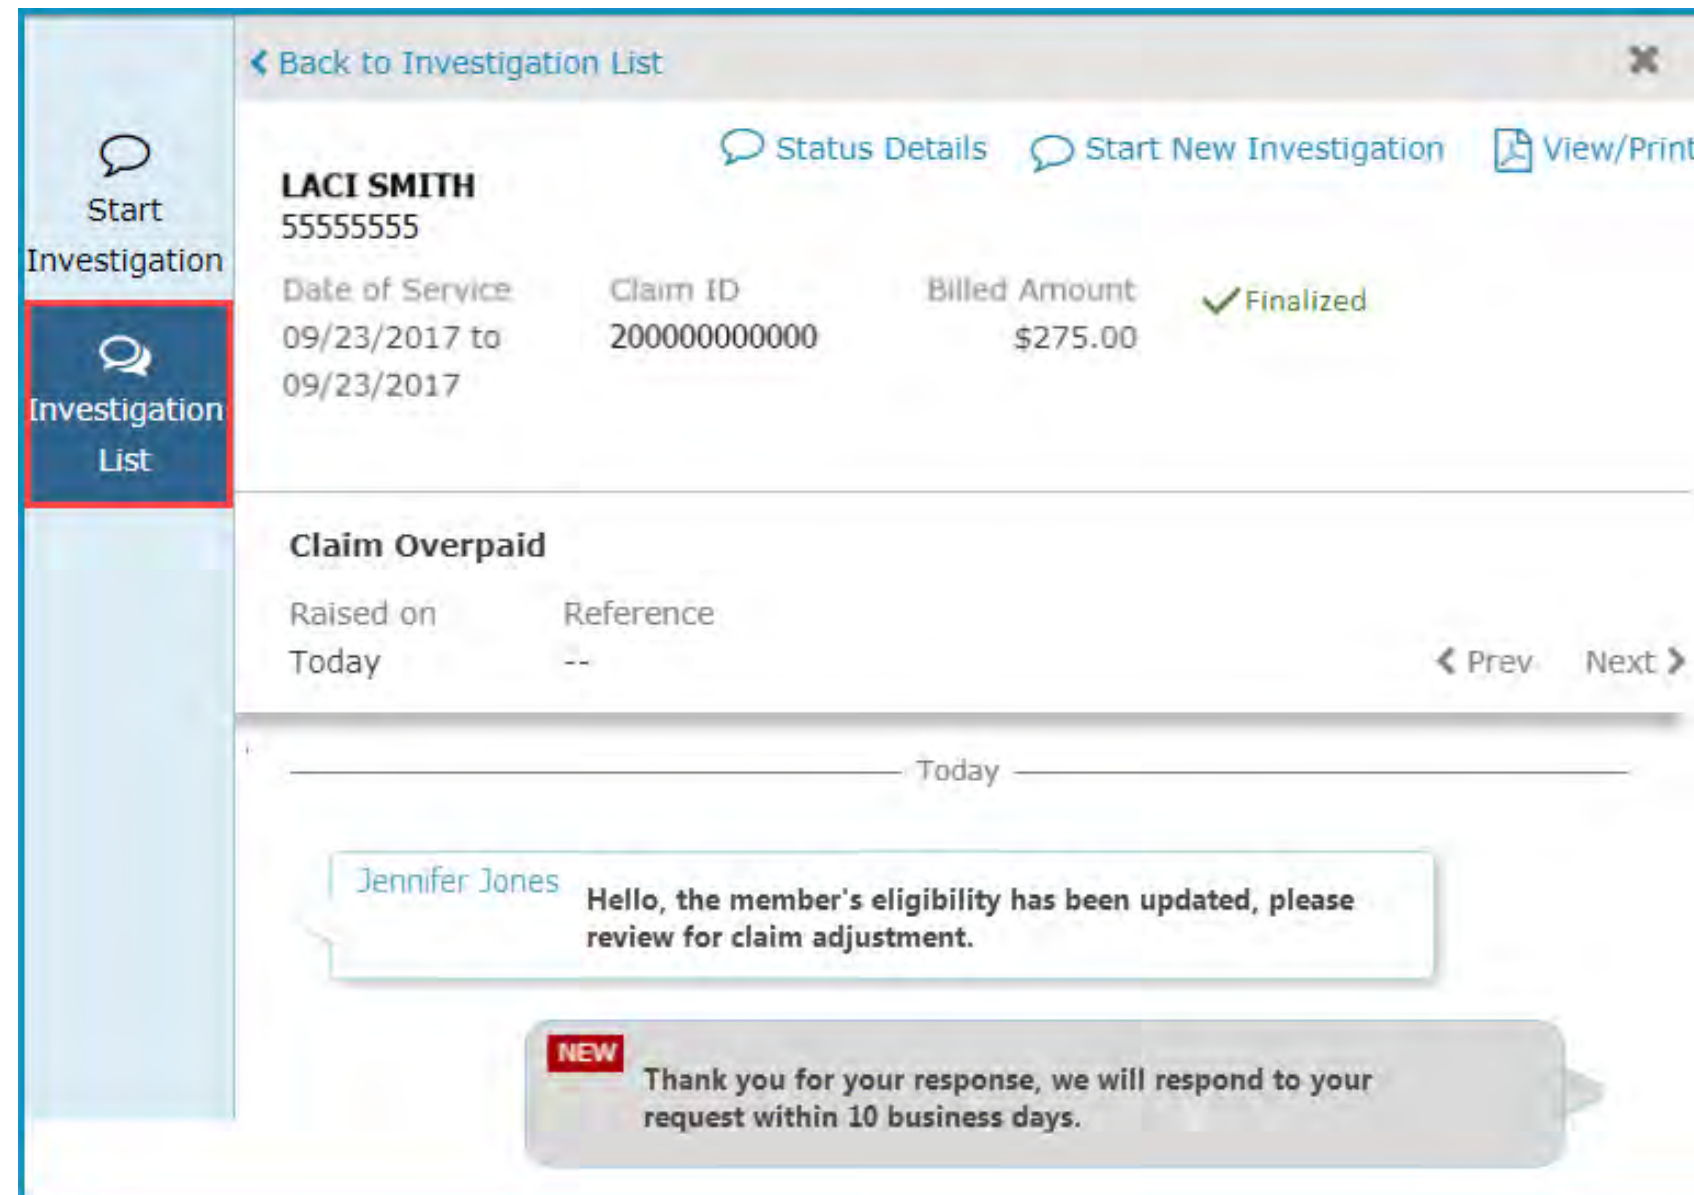 Back to Investigation List
Start
Investigation
Investigation
List
Status Details Start New Investigation View/Print
LACI SMITH
55555555
Date of Service Claim ID Billed Amount
Finalized
09/23/2017 to 200000000000 $275.00
09/23/2017
Claim Overpaid
Raised on Reference
Today --
Prev Next
Today
Jennifer Jones
Hello, the member's eligibility has been updated, please
review for claim adjustment.
NEW
Thank you for your response, we will respond to your
request within 10 business days.